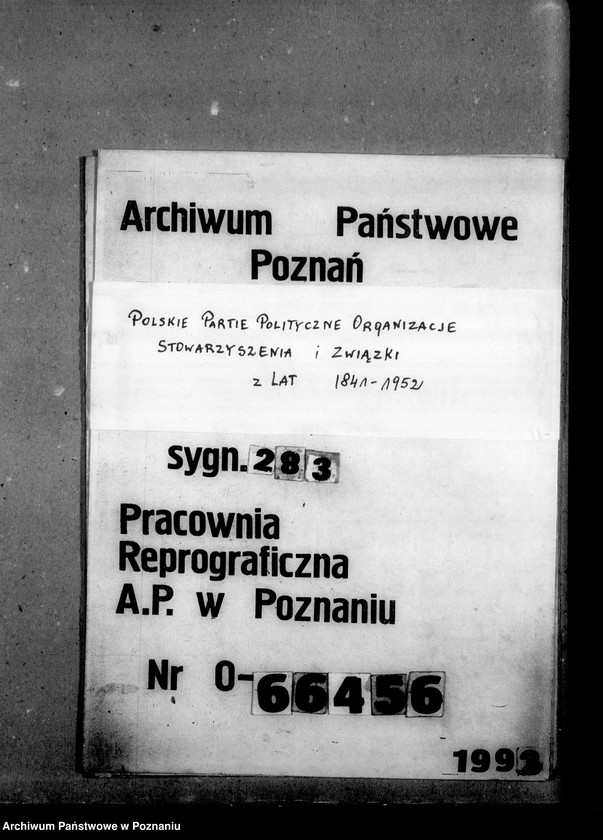 Archiwum Państwowe
Poznań
POLSKIE PARTIE POLITYCZNE ORGANIZACJE
STOWARZYSZENIA i ZWIĄZKI
z LAT 1841-1952
sygn. 283
Pracownia
Reprograficzna
A.P. w Poznaniu
Nr O-66456
1993
Archiwum Państwowe w Poznaniu